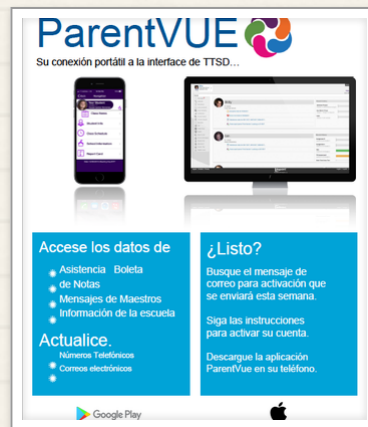 ParentVUE
Su conexión portátil a la interface de TTSD...
Accese los datos de
Asistencia Boleta
de Notas
Mensajes de Maestros
Información de la escuela
Actualice.
Números Telefónicos
Correos electrónicos
¿Listo?
Busque el mensaje de
correo para activación que
se enviará esta semana.
Siga las instrucciones
para activar su cuenta.
Descargue la aplicación
ParentVue en su teléfono.
Google Play